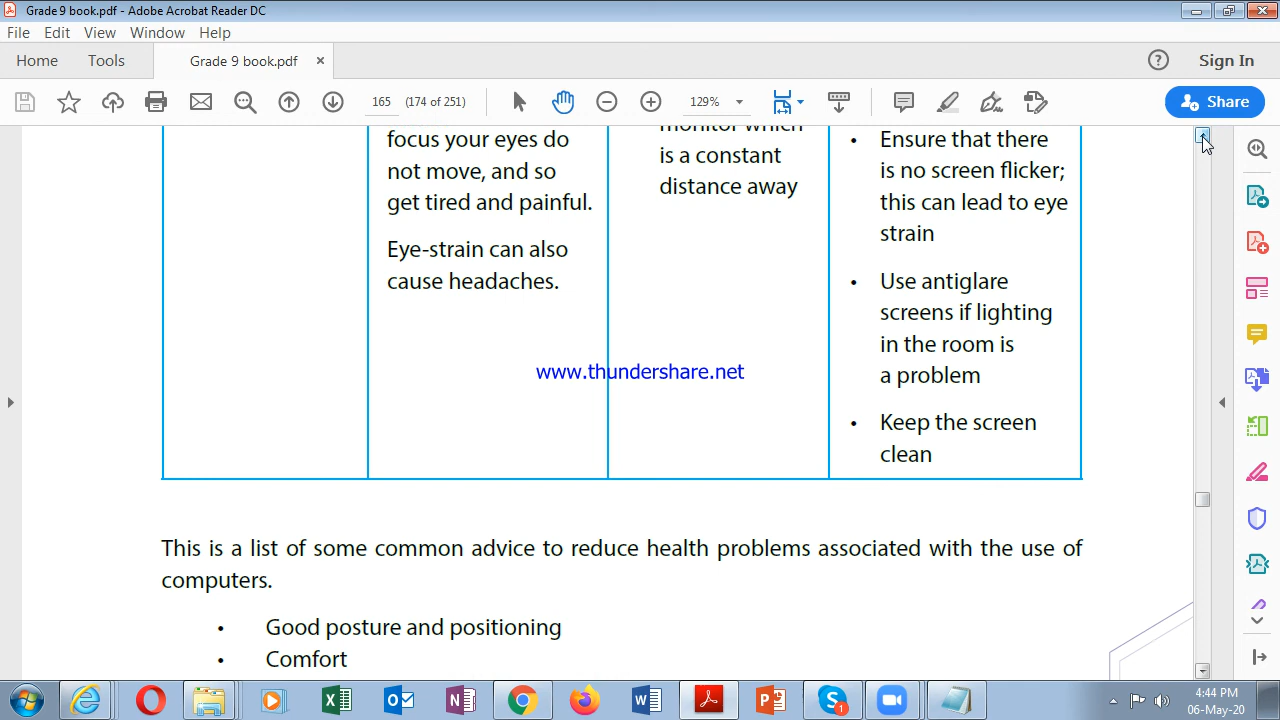 Grade 9 book.pdf - Adobe Acrobat Reader DC
File Edit View Window Help
Home Tools Grade 9 book.pdf × ? Sign In
165 (174 of 251) 129% Share
focus your eyes do
not move, and so
get tired and painful.
Eye-strain can also
cause headaches.
monitor which
is a constant
distance away
• Ensure that there
is no screen flicker;
this can lead to eye
strain
• Use antiglare
screens if lighting
in the room is
a problem
• Keep the screen
clean
www.thundershare.net
This is a list of some common advice to reduce health problems associated with the use of
computers.
• Good posture and positioning
• Comfort
4:44 PM
06-May-20